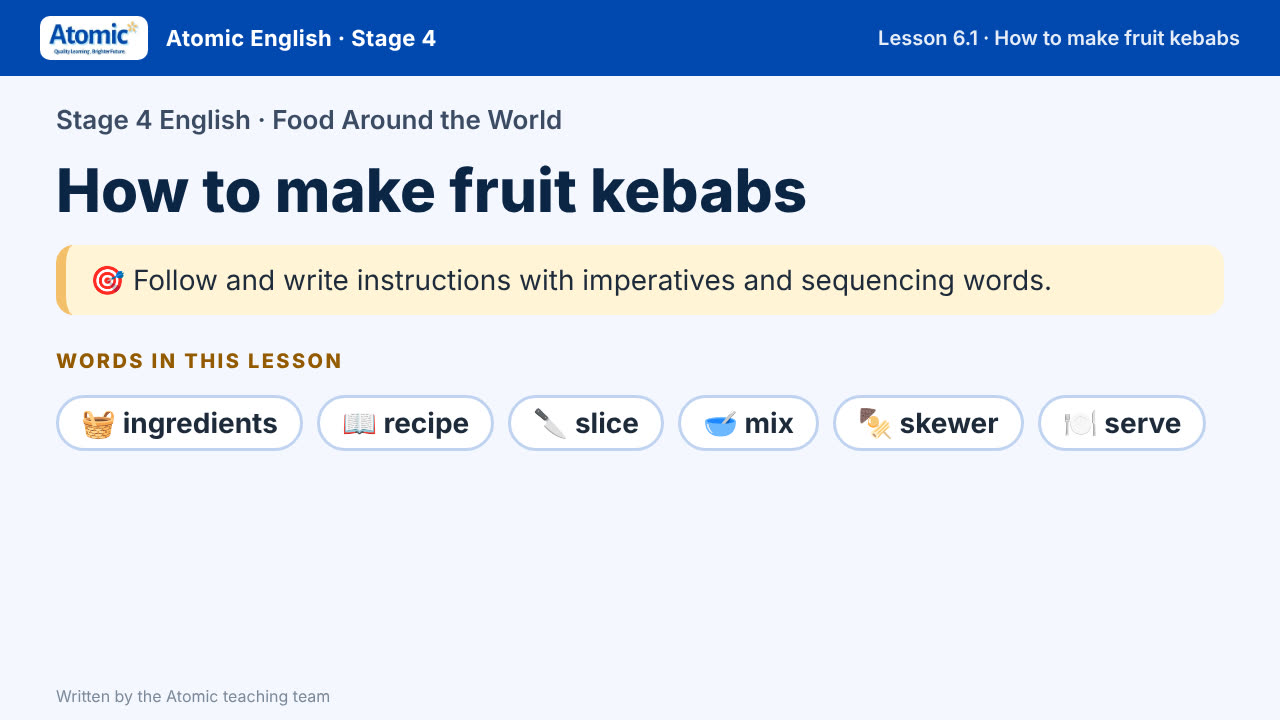 Atomic
Quality Learning. Brighter Future.
Atomic English · Stage 4
Lesson 6.1 · How to make fruit kebabs
Stage 4 English · Food Around the World
How to make fruit kebabs
🎯 Follow and write instructions with imperatives and sequencing words.
WORDS IN THIS LESSON
🧺 ingredients
📖 recipe
🔪 slice
🥣 mix
🍢 skewer
🍽️ serve
Written by the Atomic teaching team